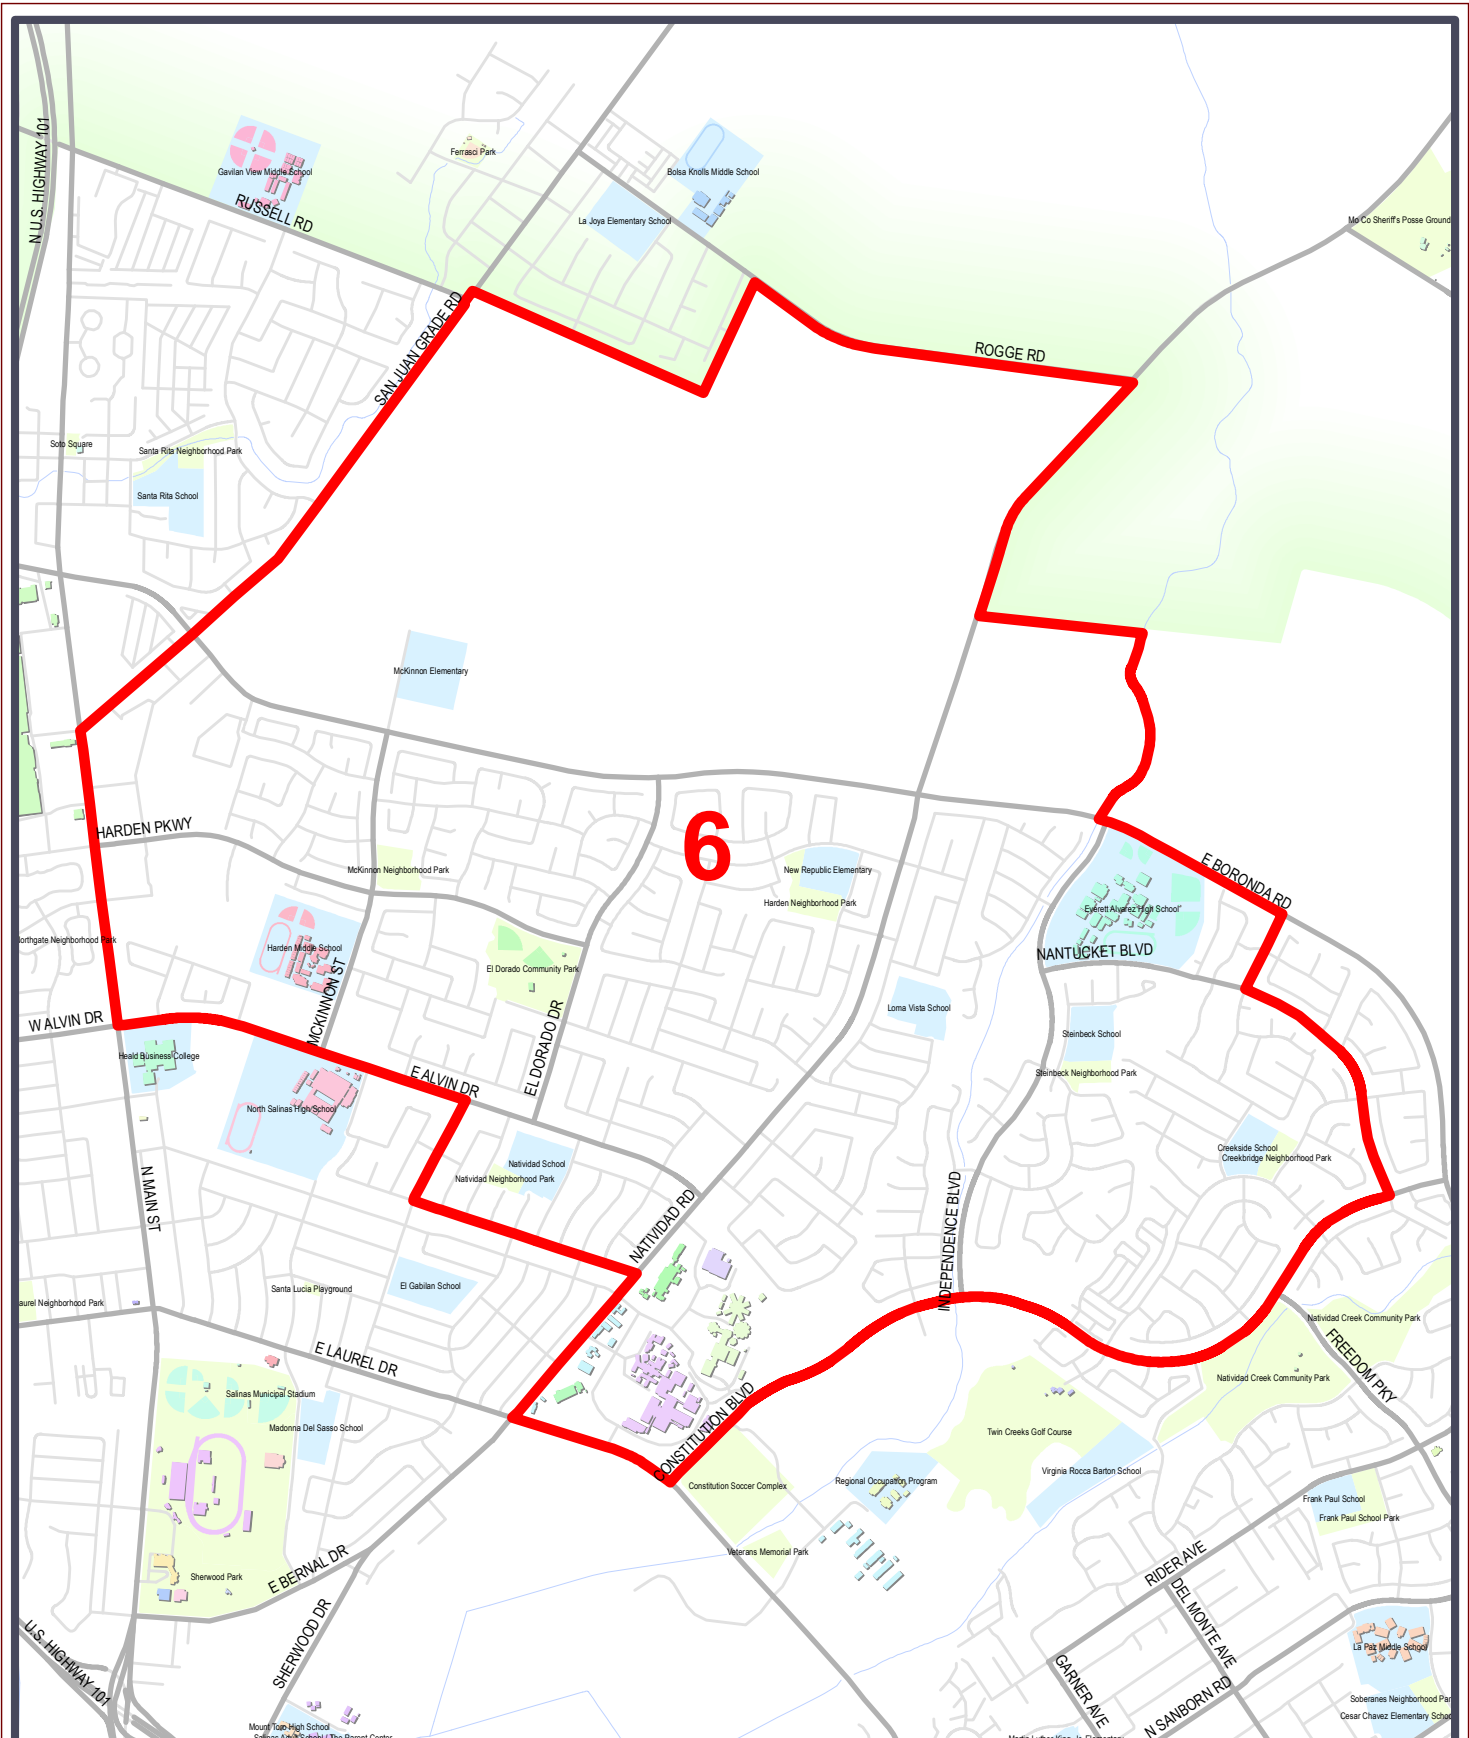 N U.S. HIGHWAY 101
Gavilan View Middle School
RUSSELL RD
Ferrasci Park
Bolsa Knolls Middle School
La Joya Elementary School
Mo Co Sheriff's Posse Ground
SAN JUAN GRADE RD
ROGGE RD
Soto Square
Santa Rita Neighborhood Park
Santa Rita School
McKinnon Elementary
6
HARDEN PKWY
McKinnon Neighborhood Park
New Republic Elementary
Harden Neighborhood Park
E BORONDA RD
Everett Alvarez High School"
NANTUCKET BLVD
Northgate Neighborhood Park
Harden Middle School
MCKINNON ST
El Dorado Community Park
EL DORADO DR
Loma Vista School
Steinbeck School
Steinbeck Neighborhood Park
W ALVIN DR
Heald Business College
E ALVIN DR
North Salinas High School
Natividad School
Natividad Neighborhood Park
Creekside School
Creekbridge Neighborhood Park
N MAIN ST
NATIVIDAD RD
INDEPENDENCE BLVD
Santa Lucia Playground
El Gabilan School
aurel Neighborhood Park
Natividad Creek Community Park
FREEDOM PKY
E LAUREL DR
Natividad Creek Community Park
Salinas Municipal Stadium
Madonna Del Sasso School
CONSTITUTION BLVD
Twin Creeks Golf Course
Virginia Rocca Barton School
Constitution Soccer Complex
Regional Occupation Program
Frank Paul School
Frank Paul School Park
Veterans Memorial Park
E BERNAL DR
Sherwood Park
RIDER AVE
DEL MONTE AVE
U.S. HIGHWAY 101
SHERWOOD DR
La Paz Middle School
GARNER AVE
N SANBORN RD
Soberanes Neighborhood Par
Cesar Chavez Elementary Schoo
Mount Toro High School